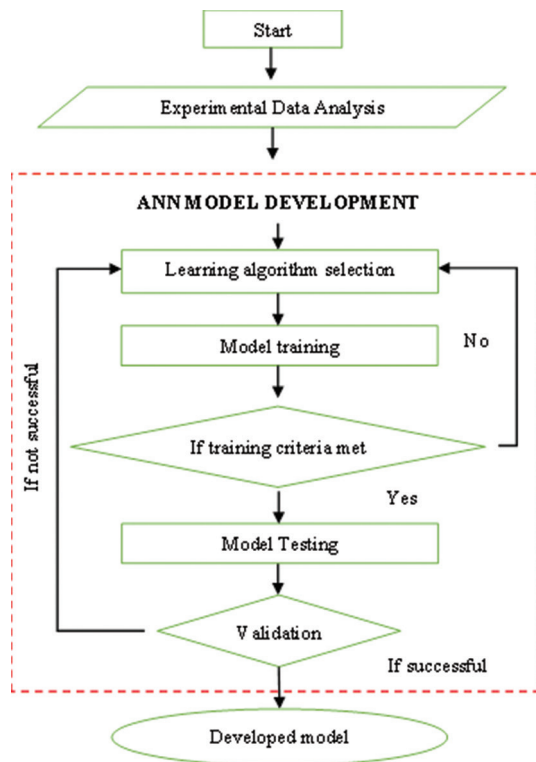 Start
Experimental Data Analysis
ANN MODEL DEVELOPMENT
Learning algorithm selection
Model training
No
If not successful
If training criteria met
Yes
Model Testing
Validation
If successful
Developed model